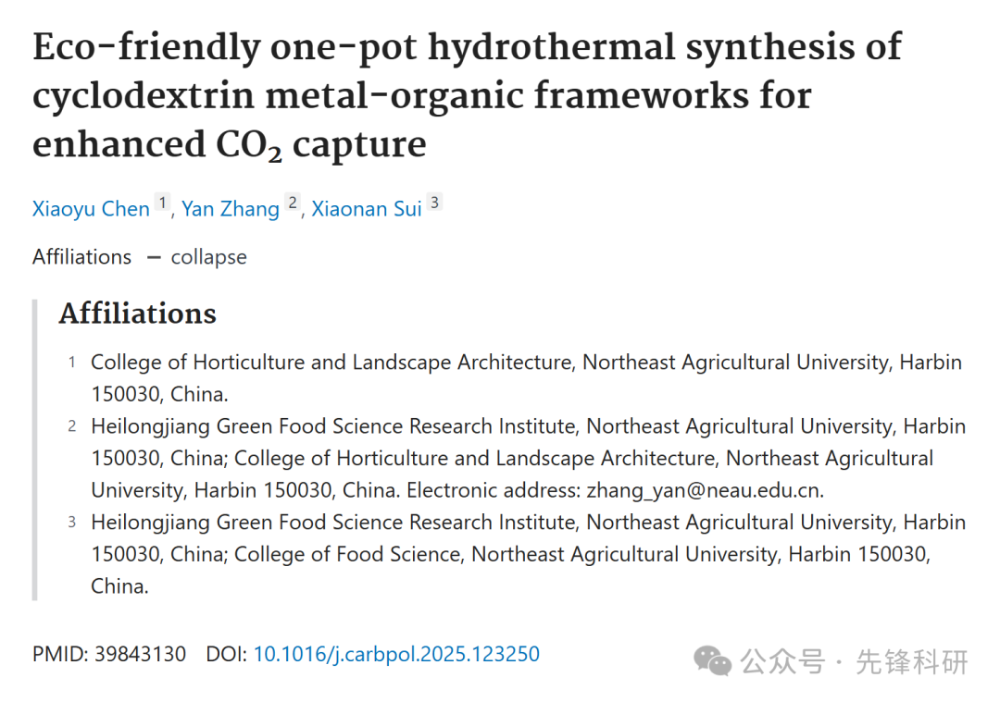 Eco-friendly one-pot hydrothermal synthesis of
cyclodextrin metal-organic frameworks for
enhanced CO₂ capture
Xiaoyu Chen 1, Yan Zhang 2, Xiaonan Sui 3
Affiliations — collapse
Affiliations
1 College of Horticulture and Landscape Architecture, Northeast Agricultural University, Harbin
150030, China.
2 Heilongjiang Green Food Science Research Institute, Northeast Agricultural University, Harbin
150030, China; College of Horticulture and Landscape Architecture, Northeast Agricultural
University, Harbin 150030, China. Electronic address: zhang_yan@neau.edu.cn.
3 Heilongjiang Green Food Science Research Institute, Northeast Agricultural University, Harbin
150030, China; College of Food Science, Northeast Agricultural University, Harbin 150030,
China.
PMID: 39843130 DOI: 10.1016/j.carbpol.2025.123250
公众号 · 先锋科研